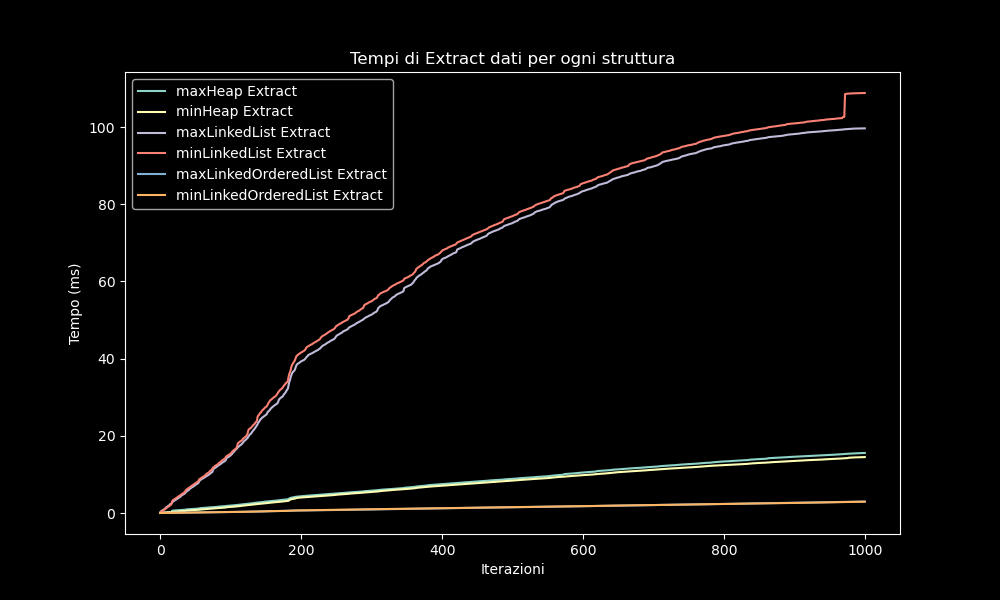 Tempi di Extract dati per ogni struttura
maxHeap Extract
minHeap Extract
maxLinkedList Extract
minLinkedList Extract
maxLinkedOrderedList Extract
minLinkedOrderedList Extract
100
80
60
40
20
0
Tempo (ms)
0 200 400 600 800 1000
Iterazioni